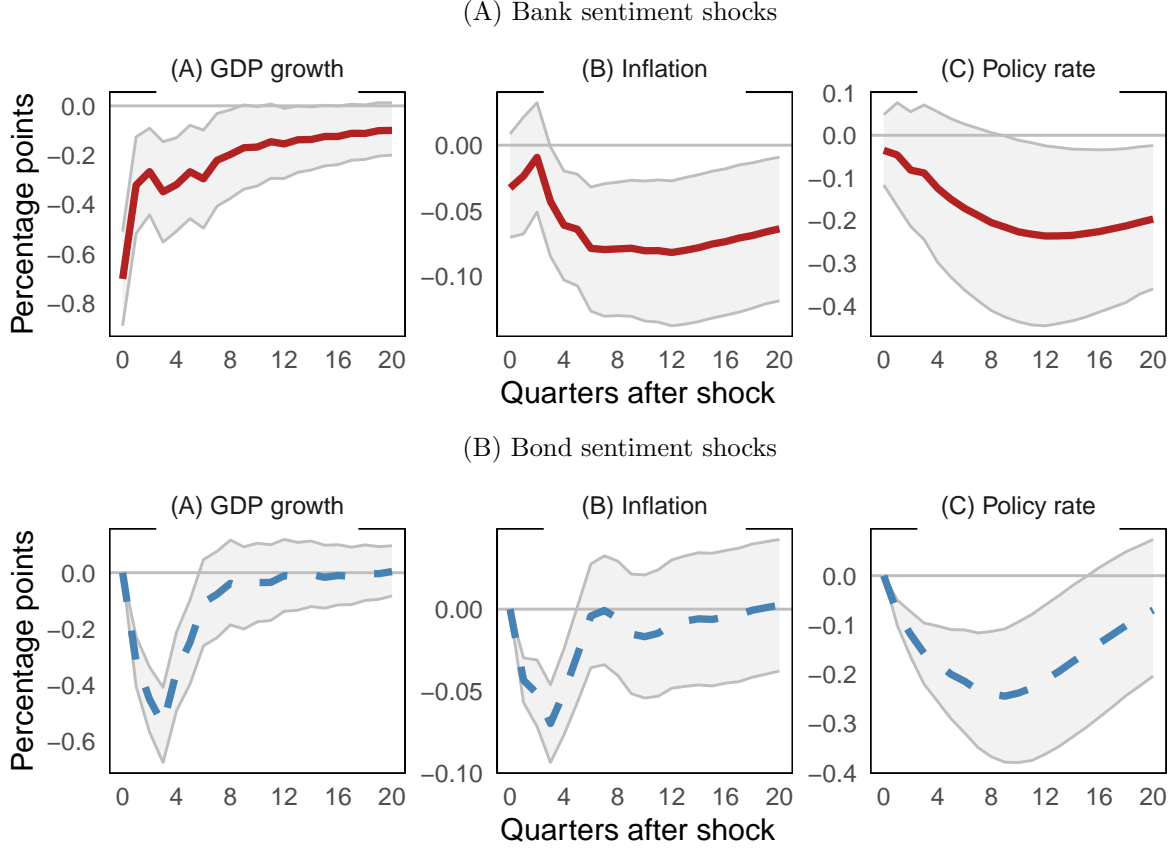 (A) Bank sentiment shocks
(A) GDP growth
(B) Inflation
(C) Policy rate
Percentage points
0.0
−0.2
−0.4
−0.6
−0.8
0.00
−0.05
−0.10
0.1
0.0
−0.1
−0.2
−0.3
−0.4
0 4 8 12 16 20
0 4 8 12 16 20
0 4 8 12 16 20
Quarters after shock
(B) Bond sentiment shocks
(A) GDP growth
(B) Inflation
(C) Policy rate
Percentage points
0.0
−0.2
−0.4
−0.6
0.00
−0.05
−0.10
0.0
−0.1
−0.2
−0.3
−0.4
0 4 8 12 16 20
0 4 8 12 16 20
0 4 8 12 16 20
Quarters after shock